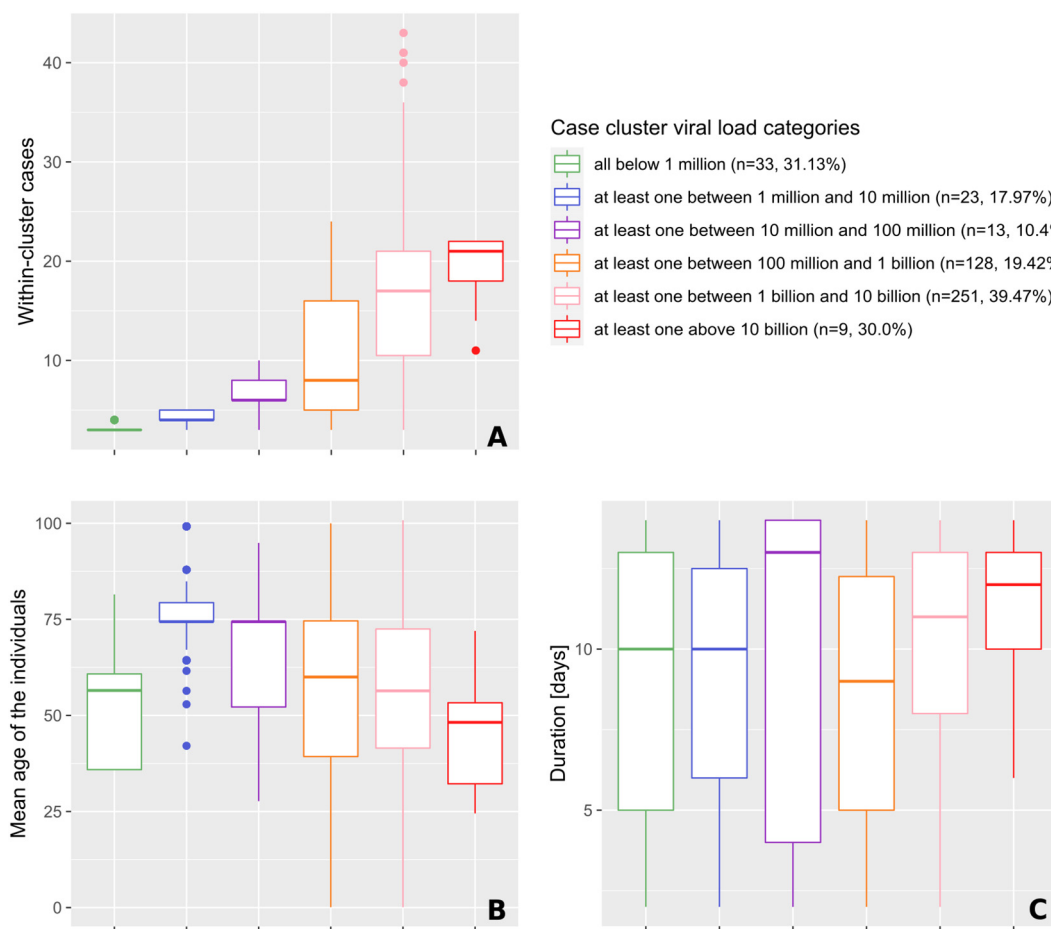 Within-cluster cases
40
30
20
10
A
Case cluster viral load categories
all below 1 million (n=33, 31.13%)
at least one between 1 million and 10 million (n=23, 17.97%)
at least one between 10 million and 100 million (n=13, 10.4%
at least one between 100 million and 1 billion (n=128, 19.42%
at least one between 1 billion and 10 billion (n=251, 39.47%)
at least one above 10 billion (n=9, 30.0%)
Mean age of the individuals
100
75
50
25
0
B
Duration [days]
10
5
C